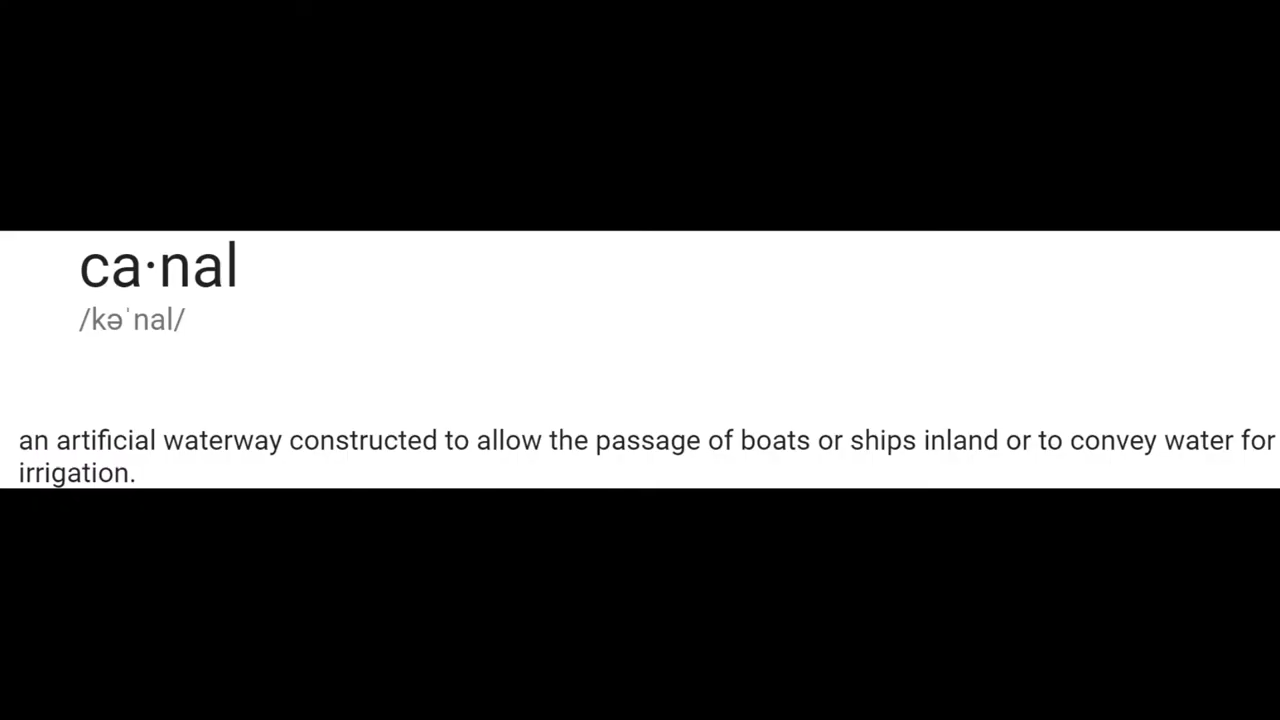 ca·nal
/kəˈnal/
an artificial waterway constructed to allow the passage of boats or ships inland or to convey water for
irrigation.